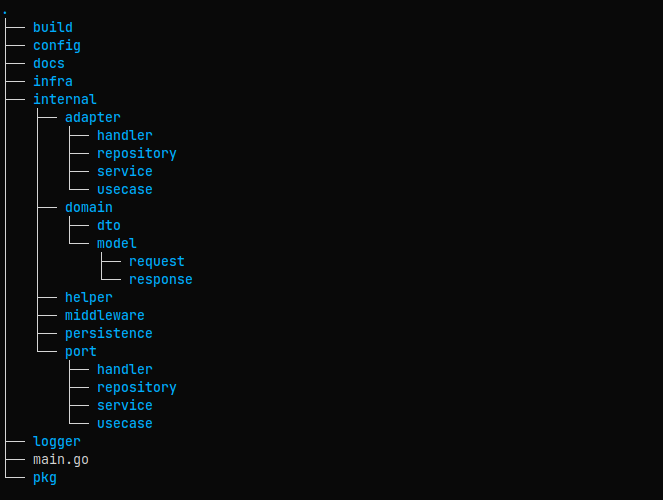 .
├── build
├── config
├── docs
├── infra
├── internal
│   ├── adapter
│   │   ├── handler
│   │   ├── repository
│   │   ├── service
│   │   └── usecase
│   ├── domain
│   │   ├── dto
│   │   └── model
│   │       ├── request
│   │       └── response
│   ├── helper
│   ├── middleware
│   ├── persistence
│   └── port
│       ├── handler
│       ├── repository
│       ├── service
│       └── usecase
├── logger
├── main.go
└── pkg